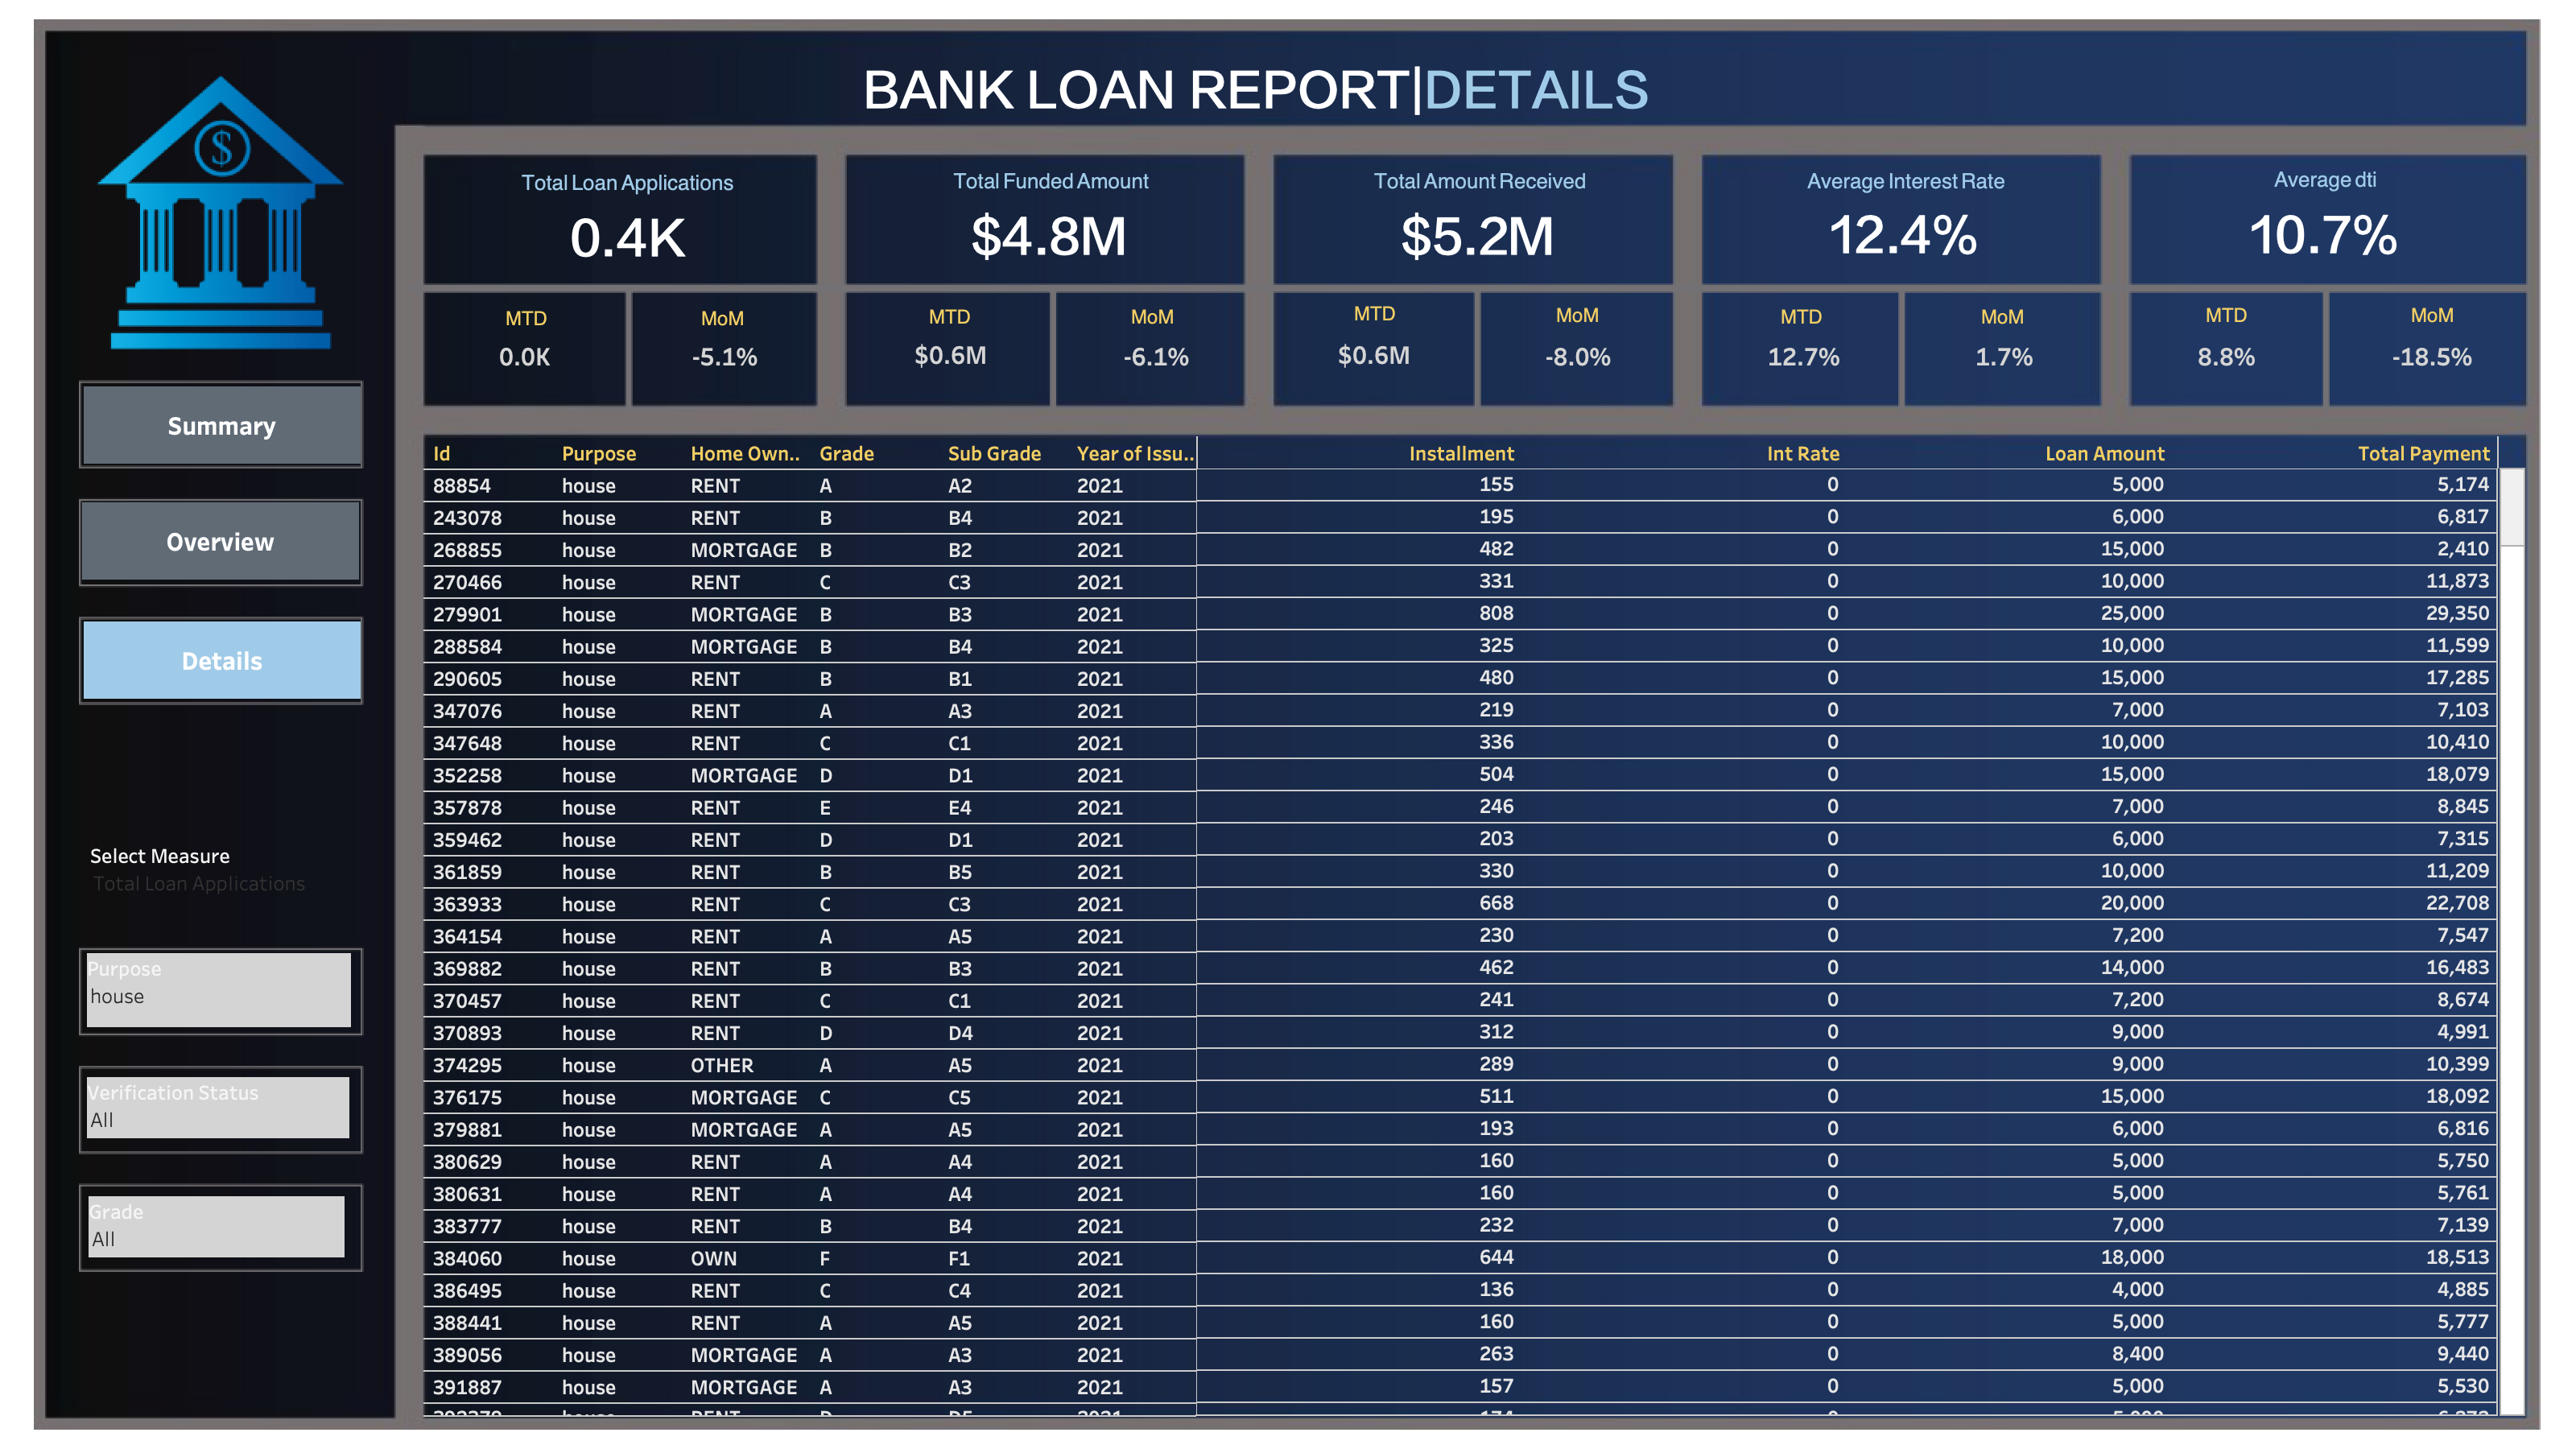 BANK LOAN REPORT|DETAILS
$
Total Loan Applications
0.4K
Total Funded Amount
$4.8M
Total Amount Received
$5.2M
Average Interest Rate
12.4%
Average dti
10.7%
MTD MoM MTD MoM MTD MoM MTD MoM MTD MoM
0.0K -5.1% $0.6M -6.1% $0.6M -8.0% 12.7% 1.7% 8.8% -18.5%
Summary
Overview
Details
Select Measure
Total Loan Applications
Purpose
house
Verification Status
All
Grade
All
Id Purpose Home Own.. Grade Sub Grade Year of Issu.. Installment Int Rate Loan Amount Total Payment
88854 house RENT A A2 2021 155 0 5,000 5,174
243078 house RENT B B4 2021 195 0 6,000 6,817
268855 house MORTGAGE B B2 2021 482 0 15,000 2,410
270466 house RENT C C3 2021 331 0 10,000 11,873
279901 house MORTGAGE B B3 2021 808 0 25,000 29,350
288584 house MORTGAGE B B4 2021 325 0 10,000 11,599
290605 house RENT B B1 2021 480 0 15,000 17,285
347076 house RENT A A3 2021 219 0 7,000 7,103
347648 house RENT C C1 2021 336 0 10,000 10,410
352258 house MORTGAGE D D1 2021 504 0 15,000 18,079
357878 house RENT E E4 2021 246 0 7,000 8,845
359462 house RENT D D1 2021 203 0 6,000 7,315
361859 house RENT B B5 2021 330 0 10,000 11,209
363933 house RENT C C3 2021 668 0 20,000 22,708
364154 house RENT A A5 2021 230 0 7,200 7,547
369882 house RENT B B3 2021 462 0 14,000 16,483
370457 house RENT C C1 2021 241 0 7,200 8,674
370893 house RENT D D4 2021 312 0 9,000 4,991
374295 house OTHER A A5 2021 289 0 9,000 10,399
376175 house MORTGAGE C C5 2021 511 0 15,000 18,092
379881 house MORTGAGE A A5 2021 193 0 6,000 6,816
380629 house RENT A A4 2021 160 0 5,000 5,750
380631 house RENT A A4 2021 160 0 5,000 5,761
383777 house RENT B B4 2021 232 0 7,000 7,139
384060 house OWN F F1 2021 644 0 18,000 18,513
386495 house RENT C C4 2021 136 0 4,000 4,885
388441 house RENT A A5 2021 160 0 5,000 5,777
389056 house MORTGAGE A A3 2021 263 0 8,400 9,440
391887 house MORTGAGE A A3 2021 157 0 5,000 5,530